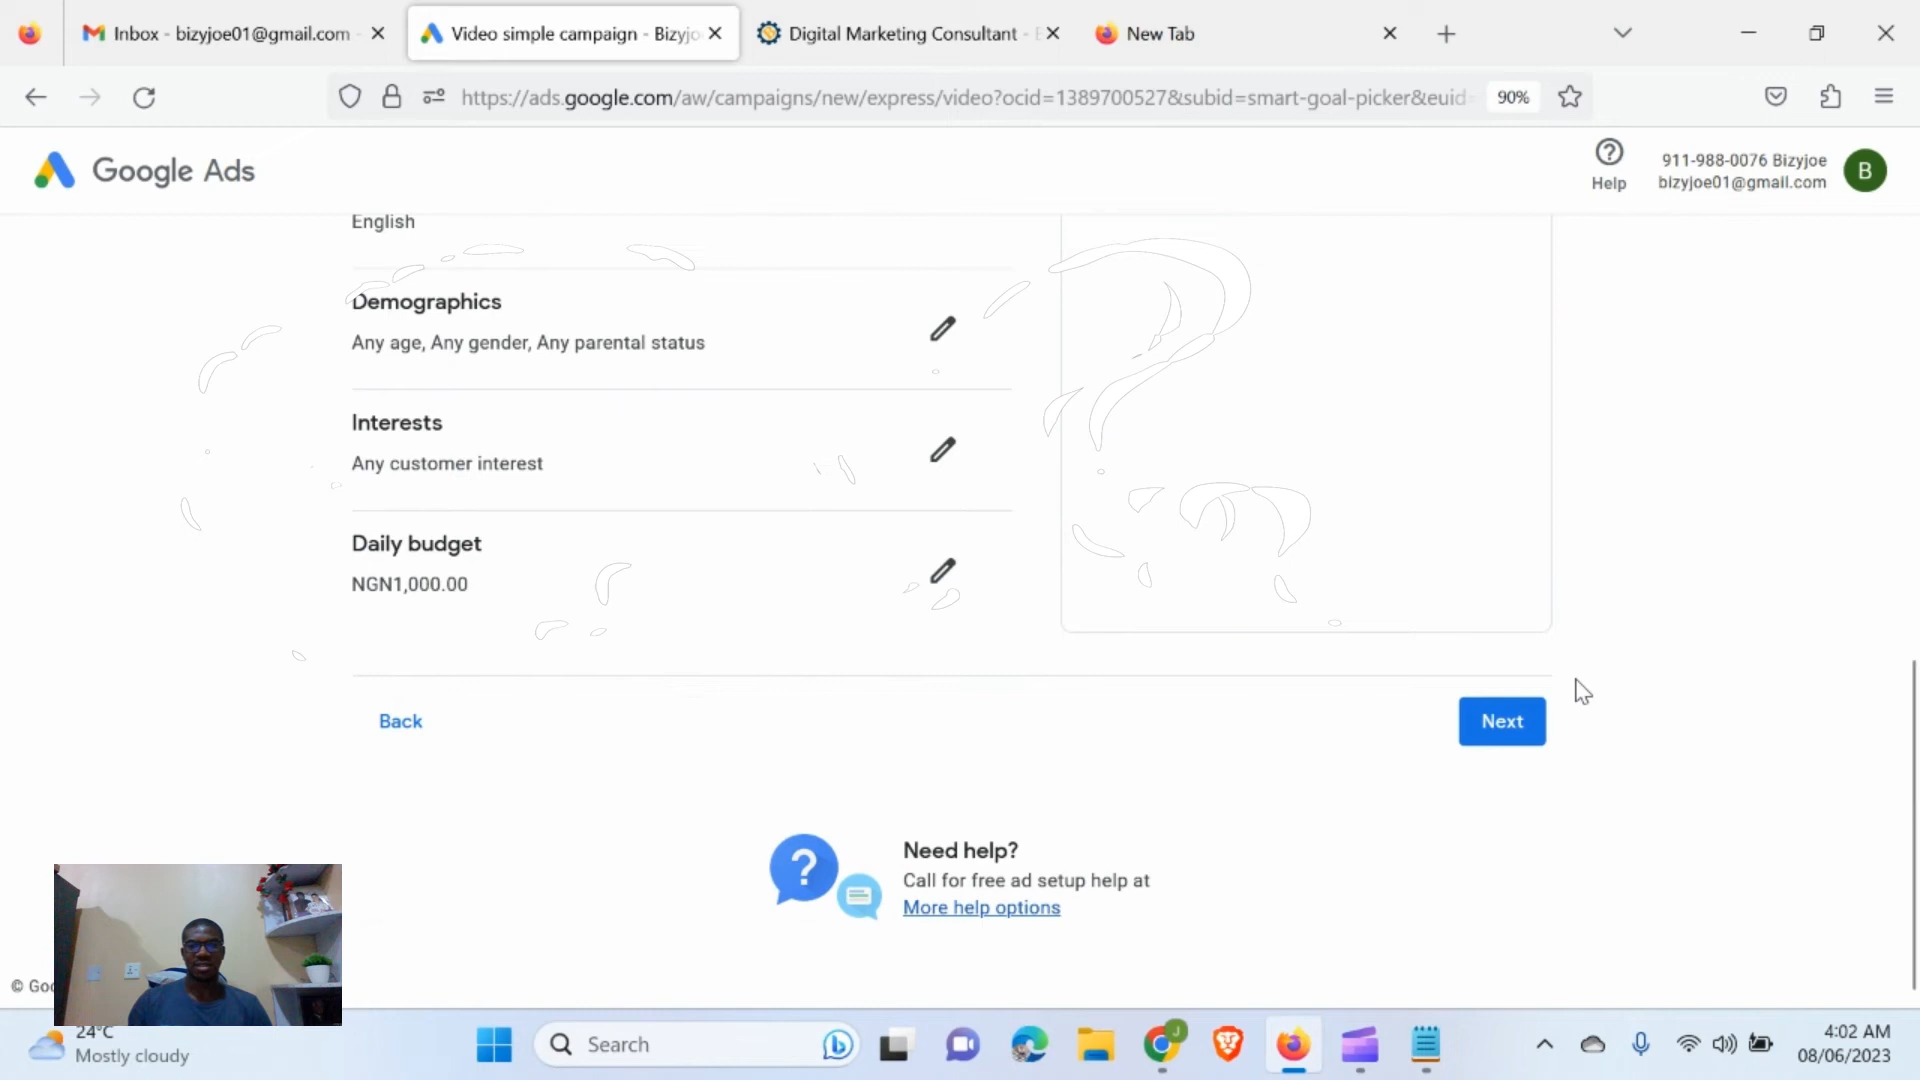 Inbox - bizyjoe01@gmail.com
Video simple campaign - Bizyjo
Digital Marketing Consultant -
New Tab
https://ads.google.com/aw/campaigns/new/express/video?ocid=1389700527&subid=smart-goal-picker&euid=
90%
Google Ads
Help
911-988-0076 Bizyjoe
bizyjoe01@gmail.com
B
English
Demographics
Any age, Any gender, Any parental status
Interests
Any customer interest
Daily budget
NGN1,000.00
Back
Next
Need help?
Call for free ad setup help at
More help options
© Goo
24°C
Mostly cloudy
Search
J
4:02 AM
08/06/2023